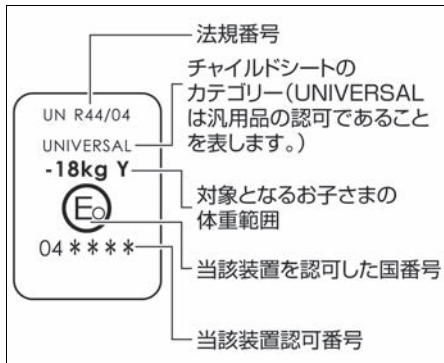 法規番号
チャイルドシートの
カテゴリー(UNIVERSAL
は汎用品の認可であること
を表します。)
対象となるお子さまの
体重範囲
当該装置を認可した国番号
当該装置認可番号
UN R44/04
UNIVERSAL
-18kg Y
E0
04****